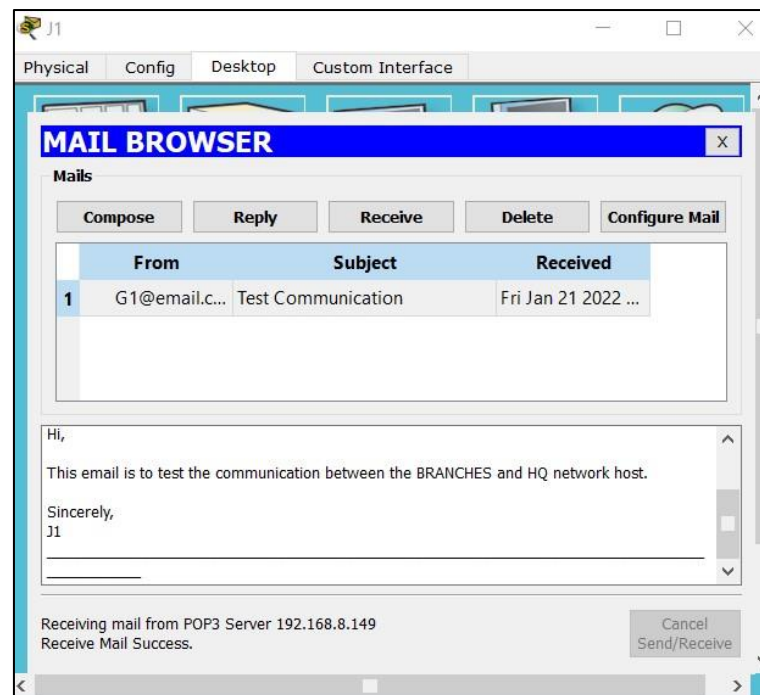 J1
Physical Config Desktop Custom Interface
MAIL BROWSER X
Mails
Compose Reply Receive Delete Configure Mail
From Subject Received
1 G1@email.c... Test Communication Fri Jan 21 2022 ...
Hi,
This email is to test the communication between the BRANCHES and HQ network host.
Sincerely,
J1
Receiving mail from POP3 Server 192.168.8.149
Receive Mail Success.
Cancel
Send/Receive